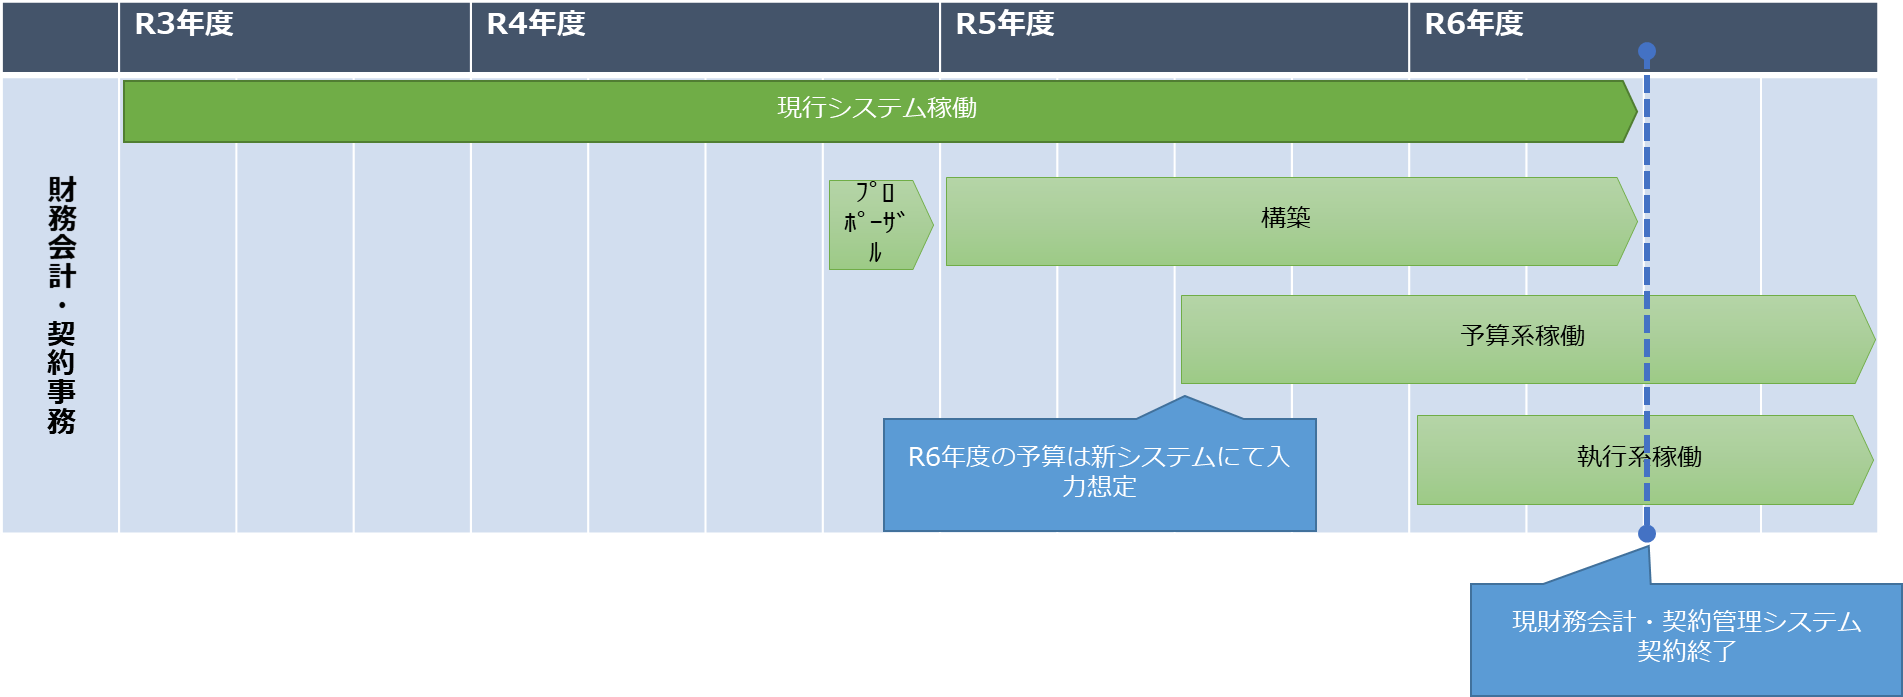 R3年度
R4年度
R5年度
R6年度
現行システム稼働
財務会計・契約事務
ﾌﾟﾛ
ﾎﾟｰｻﾞ
ﾙ
構築
予算系稼働
R6年度の予算は新システムにて入
力想定
執行系稼働
現財務会計・契約管理システム
契約終了